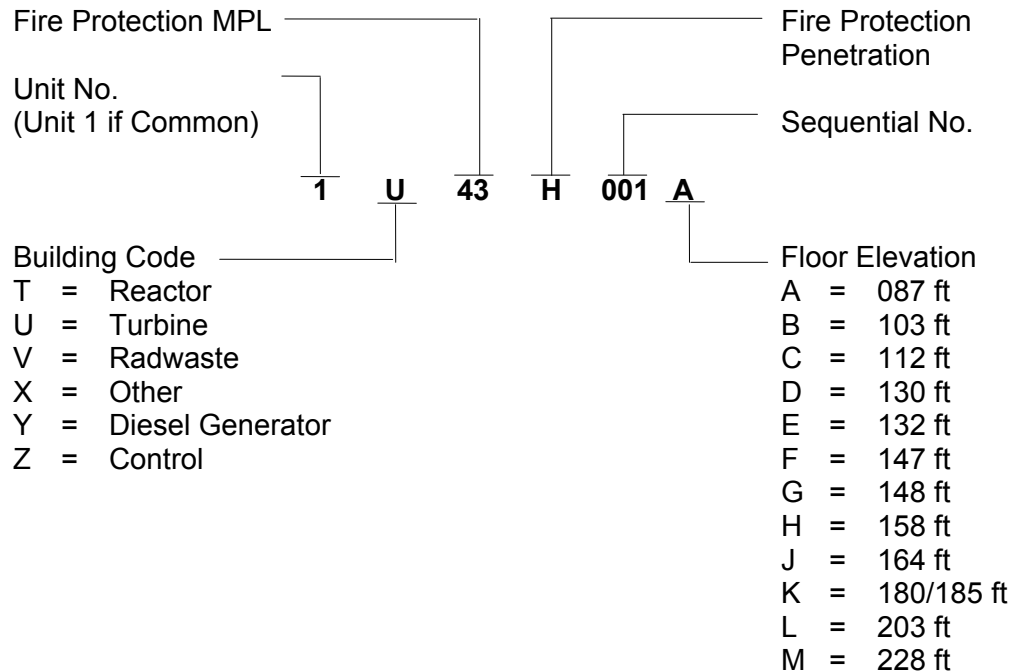 Fire Protection MPL
Fire Protection
Penetration
Unit No.
(Unit 1 if Common)
Sequential No.
1 U 43 H 001 A
Building Code
T = Reactor
U = Turbine
V = Radwaste
X = Other
Y = Diesel Generator
Z = Control
Floor Elevation
A = 087 ft
B = 103 ft
C = 112 ft
D = 130 ft
E = 132 ft
F = 147 ft
G = 148 ft
H = 158 ft
J = 164 ft
K = 180/185 ft
L = 203 ft
M = 228 ft